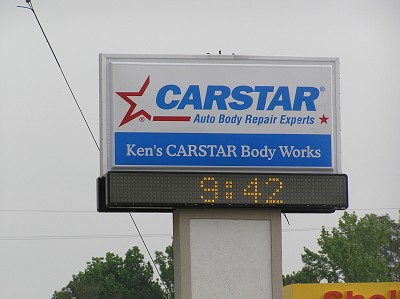 CARSTAR®
Auto Body Repair Experts
Ken's CARSTAR Body Works
9:42